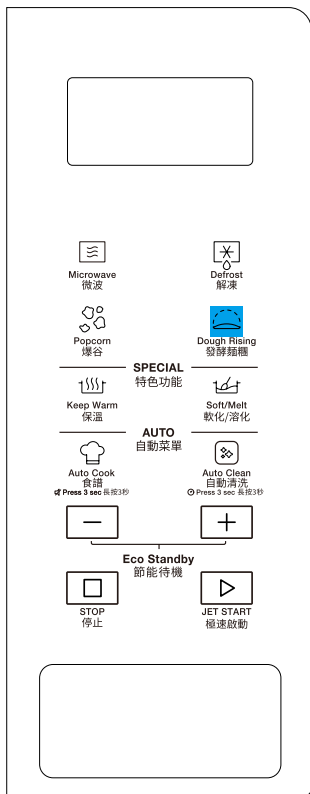 Microwave
微波
Defrost
解凍
Popcorn
爆谷
Dough Rising
發酵麵糰
SPECIAL
特色功能
Keep Warm
保溫
Soft/Melt
軟化/溶化
AUTO
自動菜單
Auto Cook
食譜
Press 3 sec 長按3秒
Auto Clean
自動清洗
Press 3 sec 長按3秒
Eco Standby
節能待機
STOP
停止
JET START
極速啟動